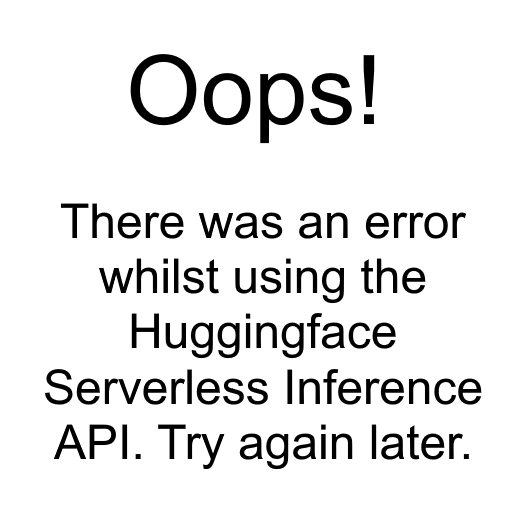 Oops!
There was an error
whilst using the
Huggingface
Serverless Inference
API. Try again later.